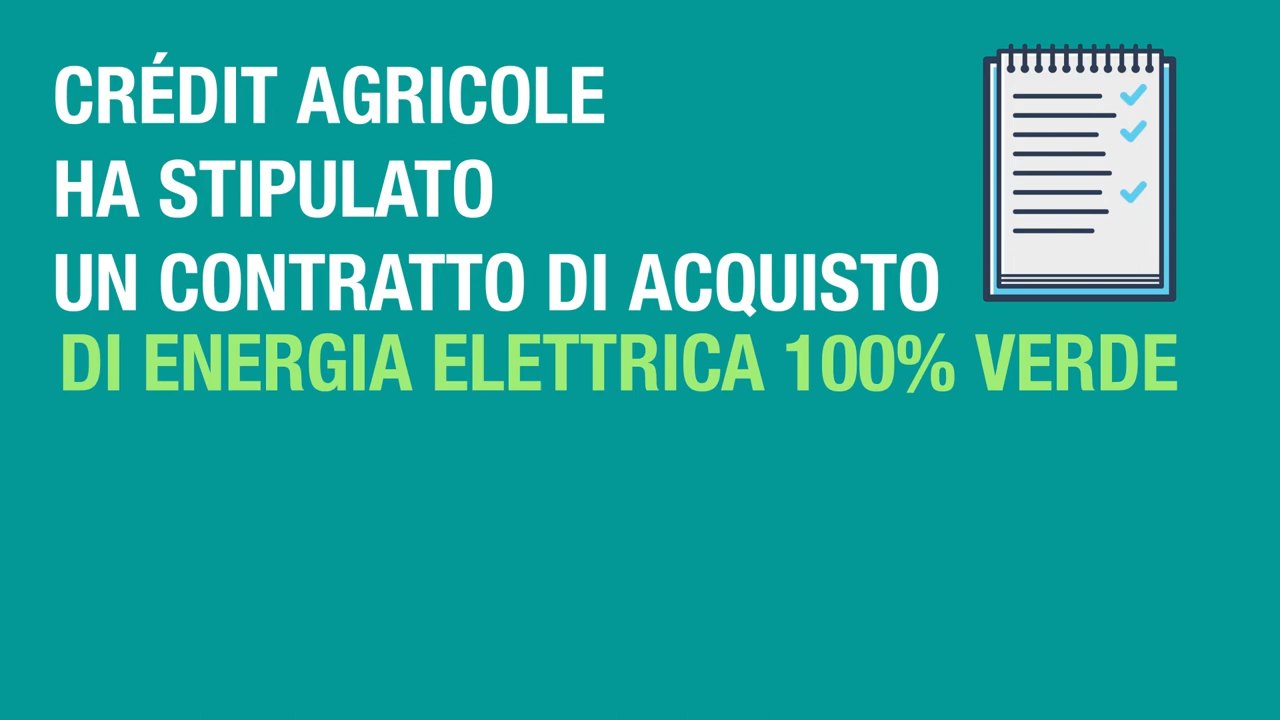 CRÉDIT AGRICOLE
HA STIPULATO
UN CONTRATTO DI ACQUISTO
DI ENERGIA ELETTRICA 100% VERDE